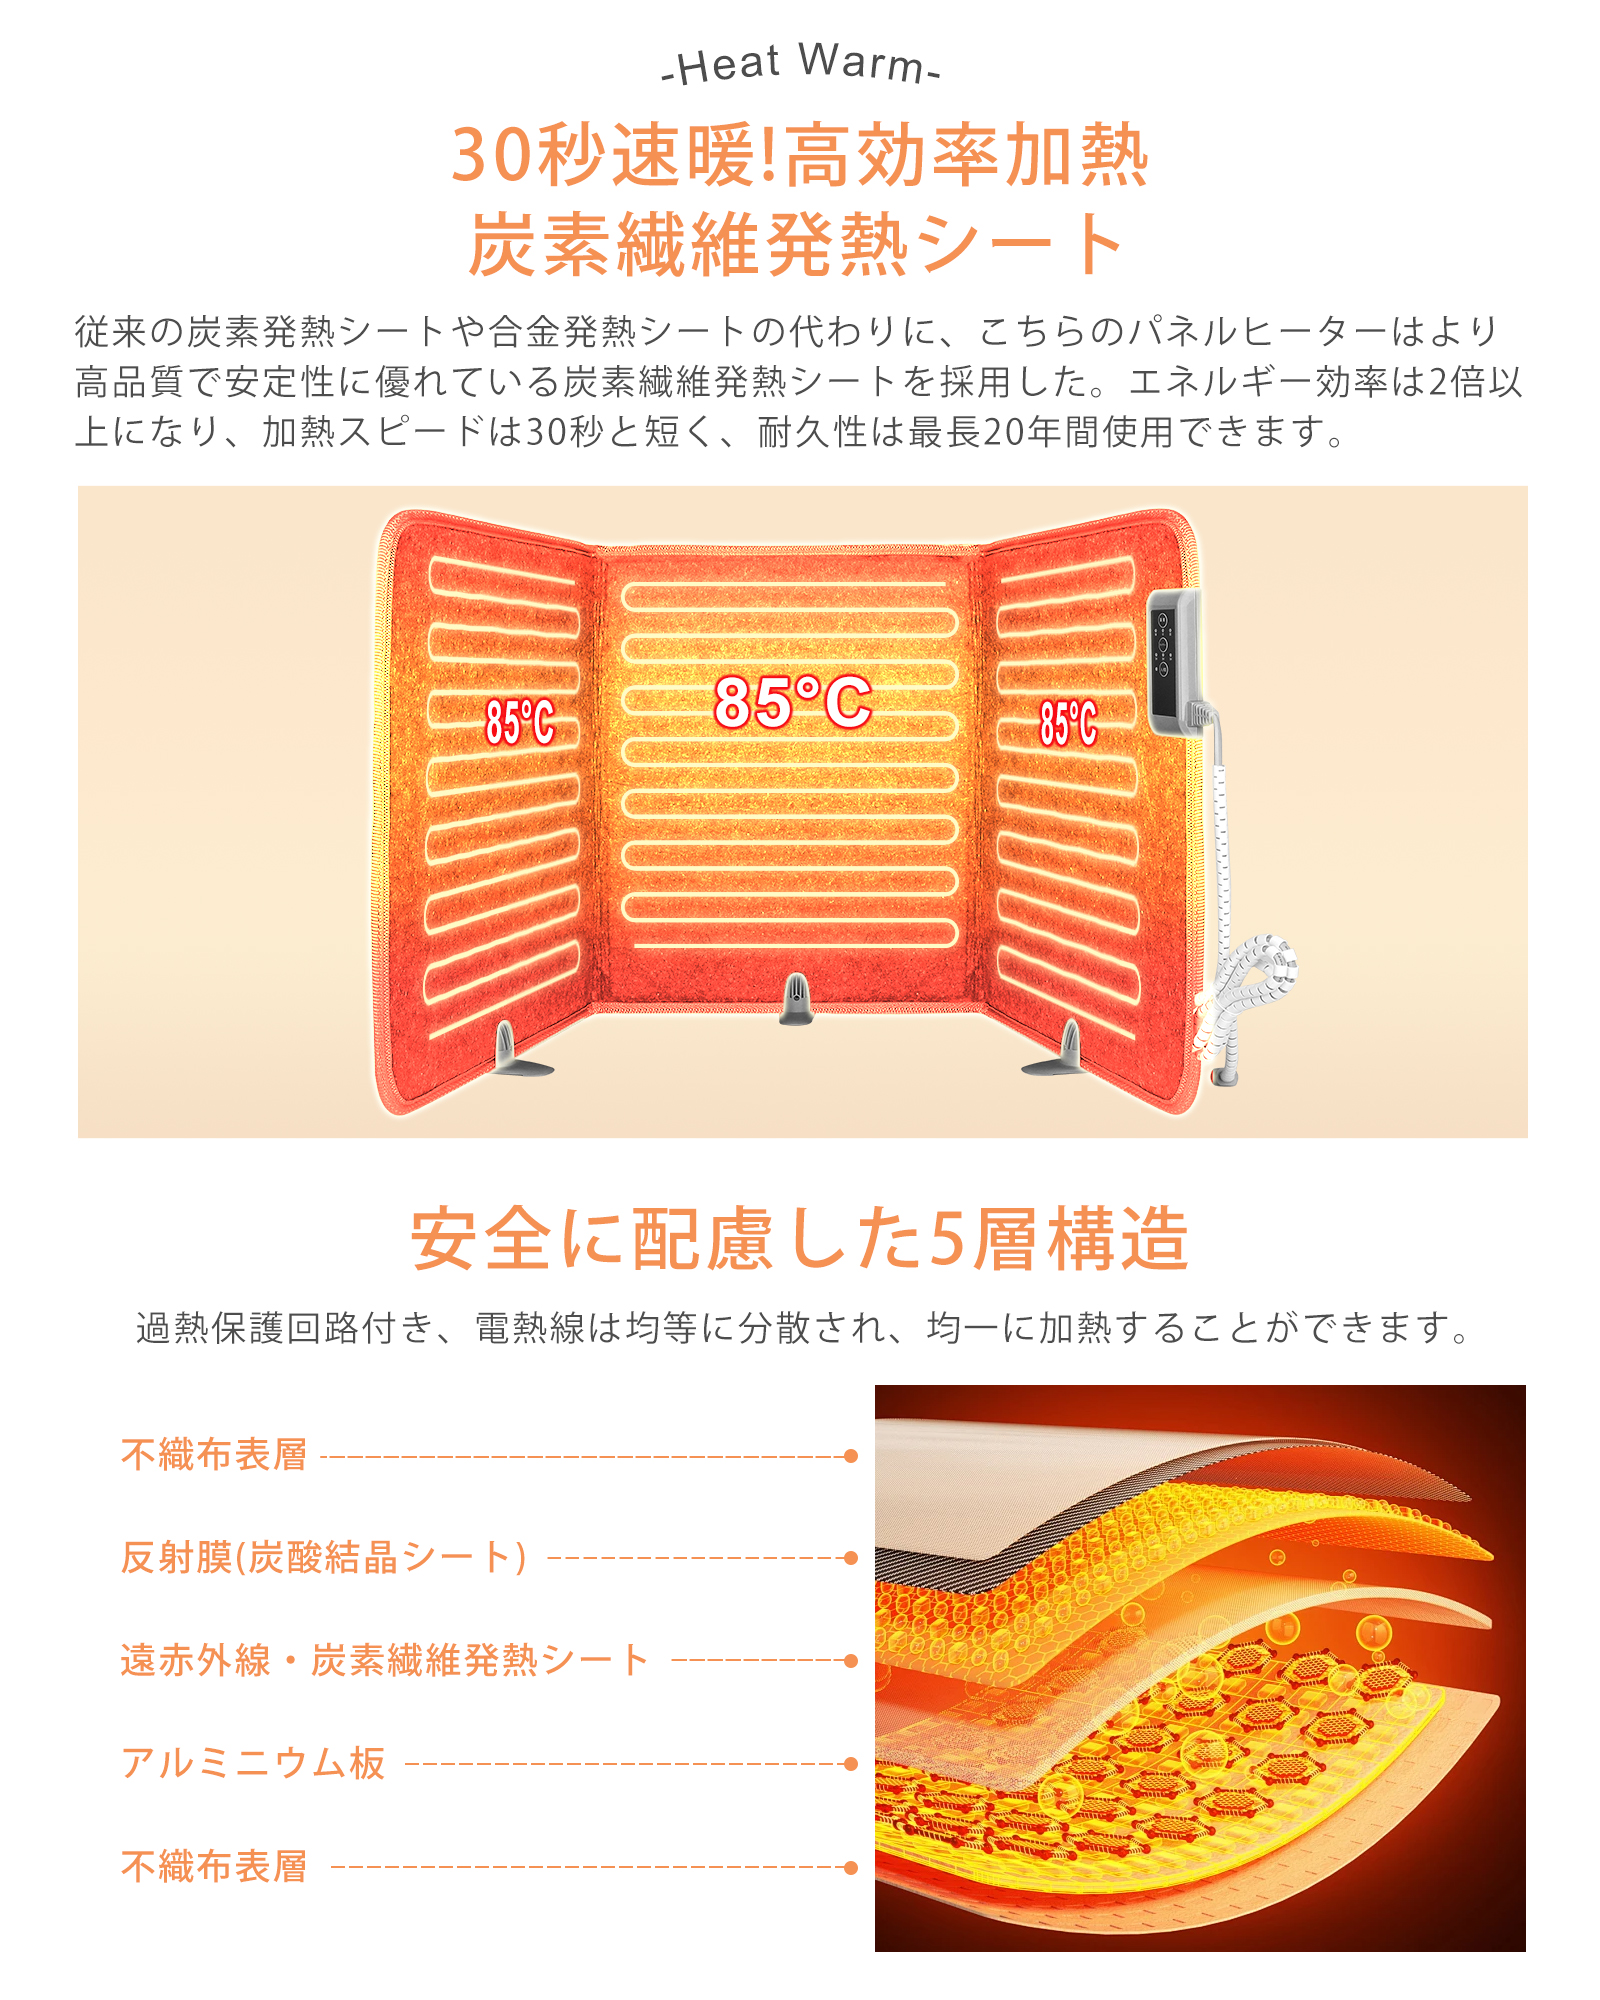 -Heat Warm-
30秒速暖!高効率加熱
炭素繊維発熱シート
従来の炭素発熱シートや合金発熱シートの代わりに、こちらのパネルヒーターはより
高品質で安定性に優れている炭素繊維発熱シートを採用した。エネルギー効率は2倍以
上になり、加熱スピードは30秒と短く、耐久性は最長20年間使用できます。
85°C
85°C
85°C
安全に配慮した5層構造
過熱保護回路付き、電熱線は均等に分散され、均一に加熱することができます。
不織布表層
反射膜(炭酸結晶シート)
遠赤外線・炭素繊維発熱シート
アルミニウム板
不織布表層